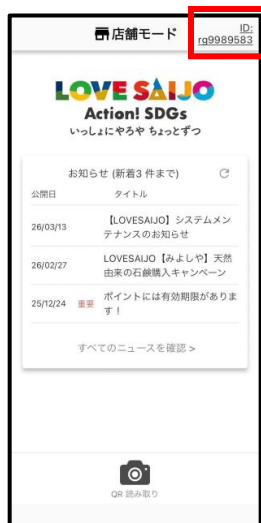 店舗モード
ID:
rg9989583
LOVE SAIJO
Action! SDGs
いっしょにやろや ちょっとずつ
お知らせ (新着3 件まで)
公開日 タイトル
26/03/13 【LOVESAIJO】システムメン
テナンスのお知らせ
26/02/27 LOVESAIJO【みよしや】天然
由来の石鹸購入キャンペーン
25/12/24 重要 ポイントには有効期限がありま
す！
すべてのニュースを確認 >
QR 読み取り